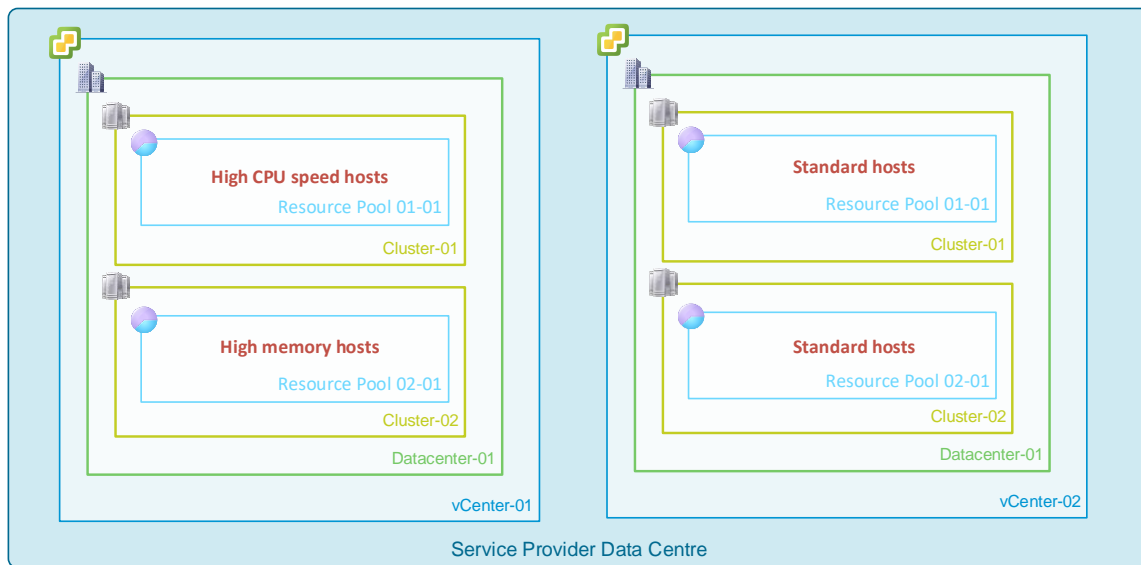 High CPU speed hosts
Resource Pool 01-01
Cluster-01
High memory hosts
Resource Pool 02-01
Cluster-02
Datacenter-01
vCenter-01
Standard hosts
Resource Pool 01-01
Cluster-01
Standard hosts
Resource Pool 02-01
Cluster-02
Datacenter-01
vCenter-02
Service Provider Data Centre